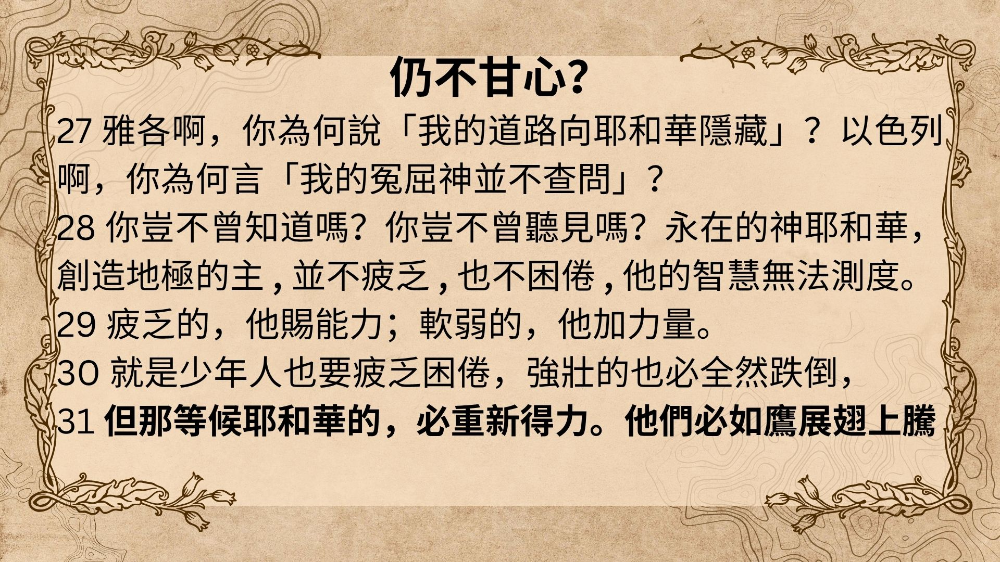 仍不甘心?
27 雅各啊，你為何說「我的道路向耶和華隱藏」？以色列
啊，你為何言「我的冤屈神並不查問」？
28 你豈不曾知道嗎？你豈不曾聽見嗎？永在的神耶和華，
創造地極的主 , 並不疲乏 , 也不困倦 , 他的智慧無法測度。
29 疲乏的，他賜能力；軟弱的，他加力量。
30 就是少年人也要疲乏困倦，強壯的也必全然跌倒，
31 但那等候耶和華的，必重新得力。他們必如鷹展翅上騰